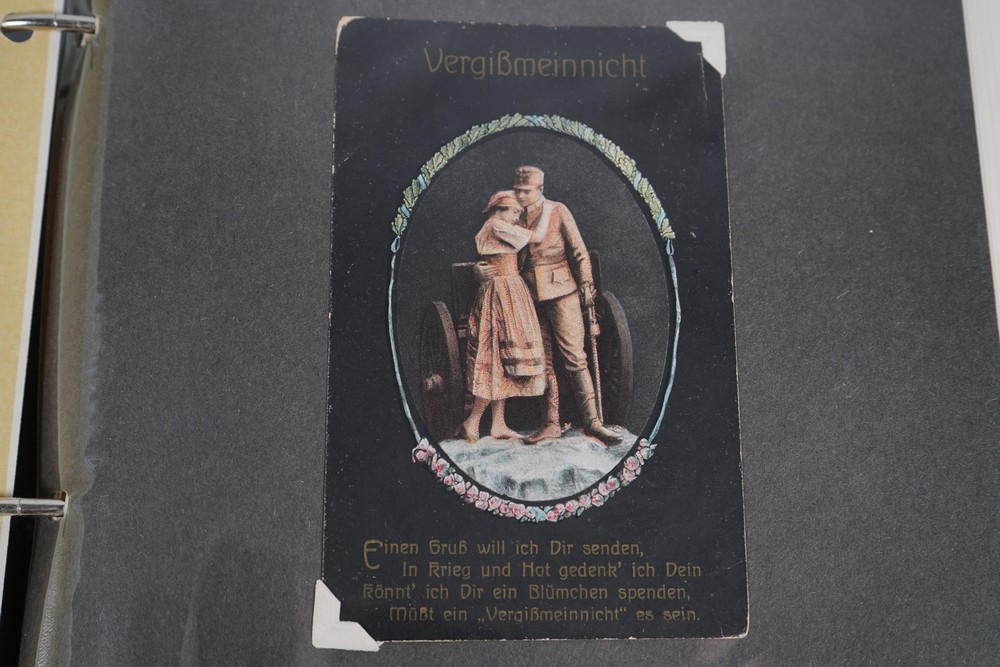 Vergißmeinnicht
Einen Gruß will ich Dir senden,
In Krieg und Not gedenk' ich Dein
Könnt' ich Dir ein Blümchen spenden,
Müßt ein „Vergißmeinnicht“ es sein.